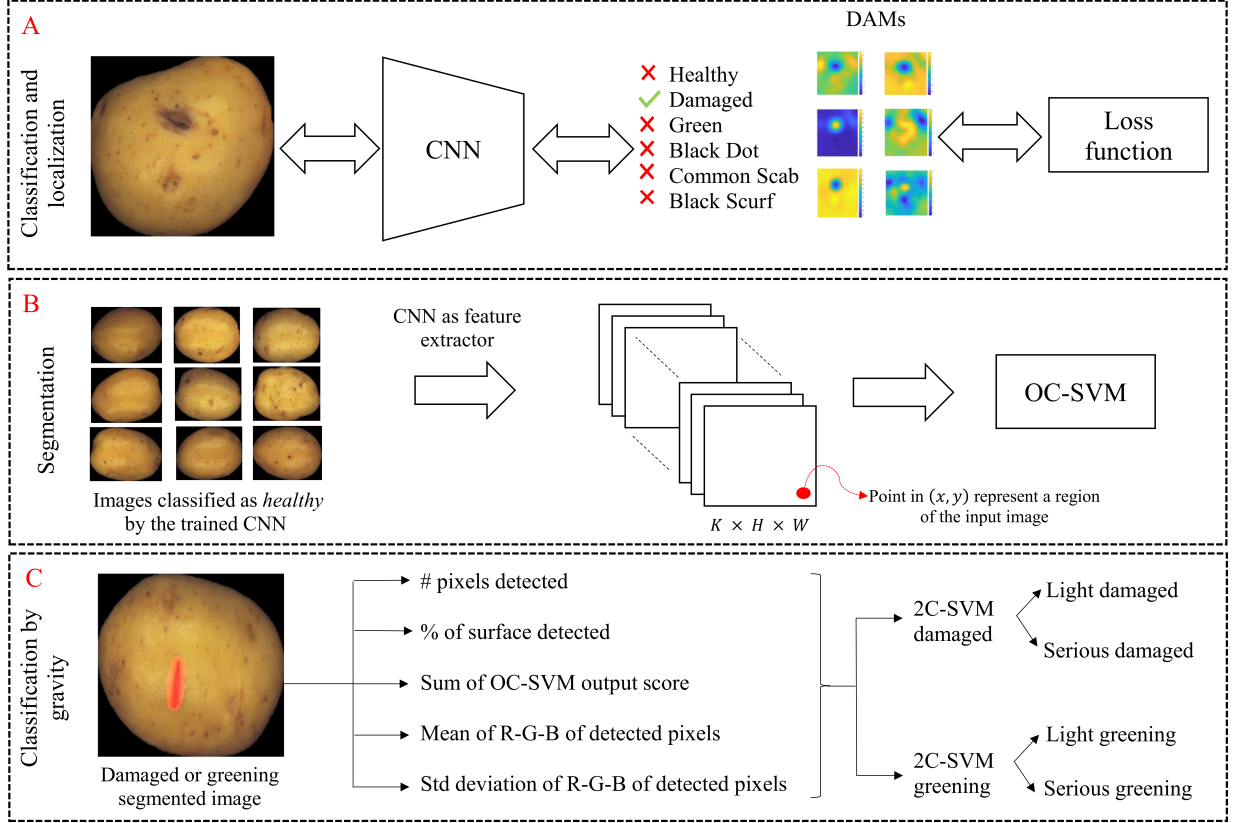 A
Classification and
localization
CNN
Healthy
Damaged
Green
Black Dot
Common Scab
Black Scurf
DAMs
Loss
function
B
Segmentation
Images classified as healthy
by the trained CNN
CNN as feature
extractor
K × H × W
Point in (x, y) represent a region
of the input image
OC-SVM
C
Classification by
gravity
Damaged or greening
segmented image
# pixels detected
% of surface detected
Sum of OC-SVM output score
Mean of R-G-B of detected pixels
Std deviation of R-G-B of detected pixels
2C-SVM
damaged
Light damaged
Serious damaged
2C-SVM
greening
Light greening
Serious greening